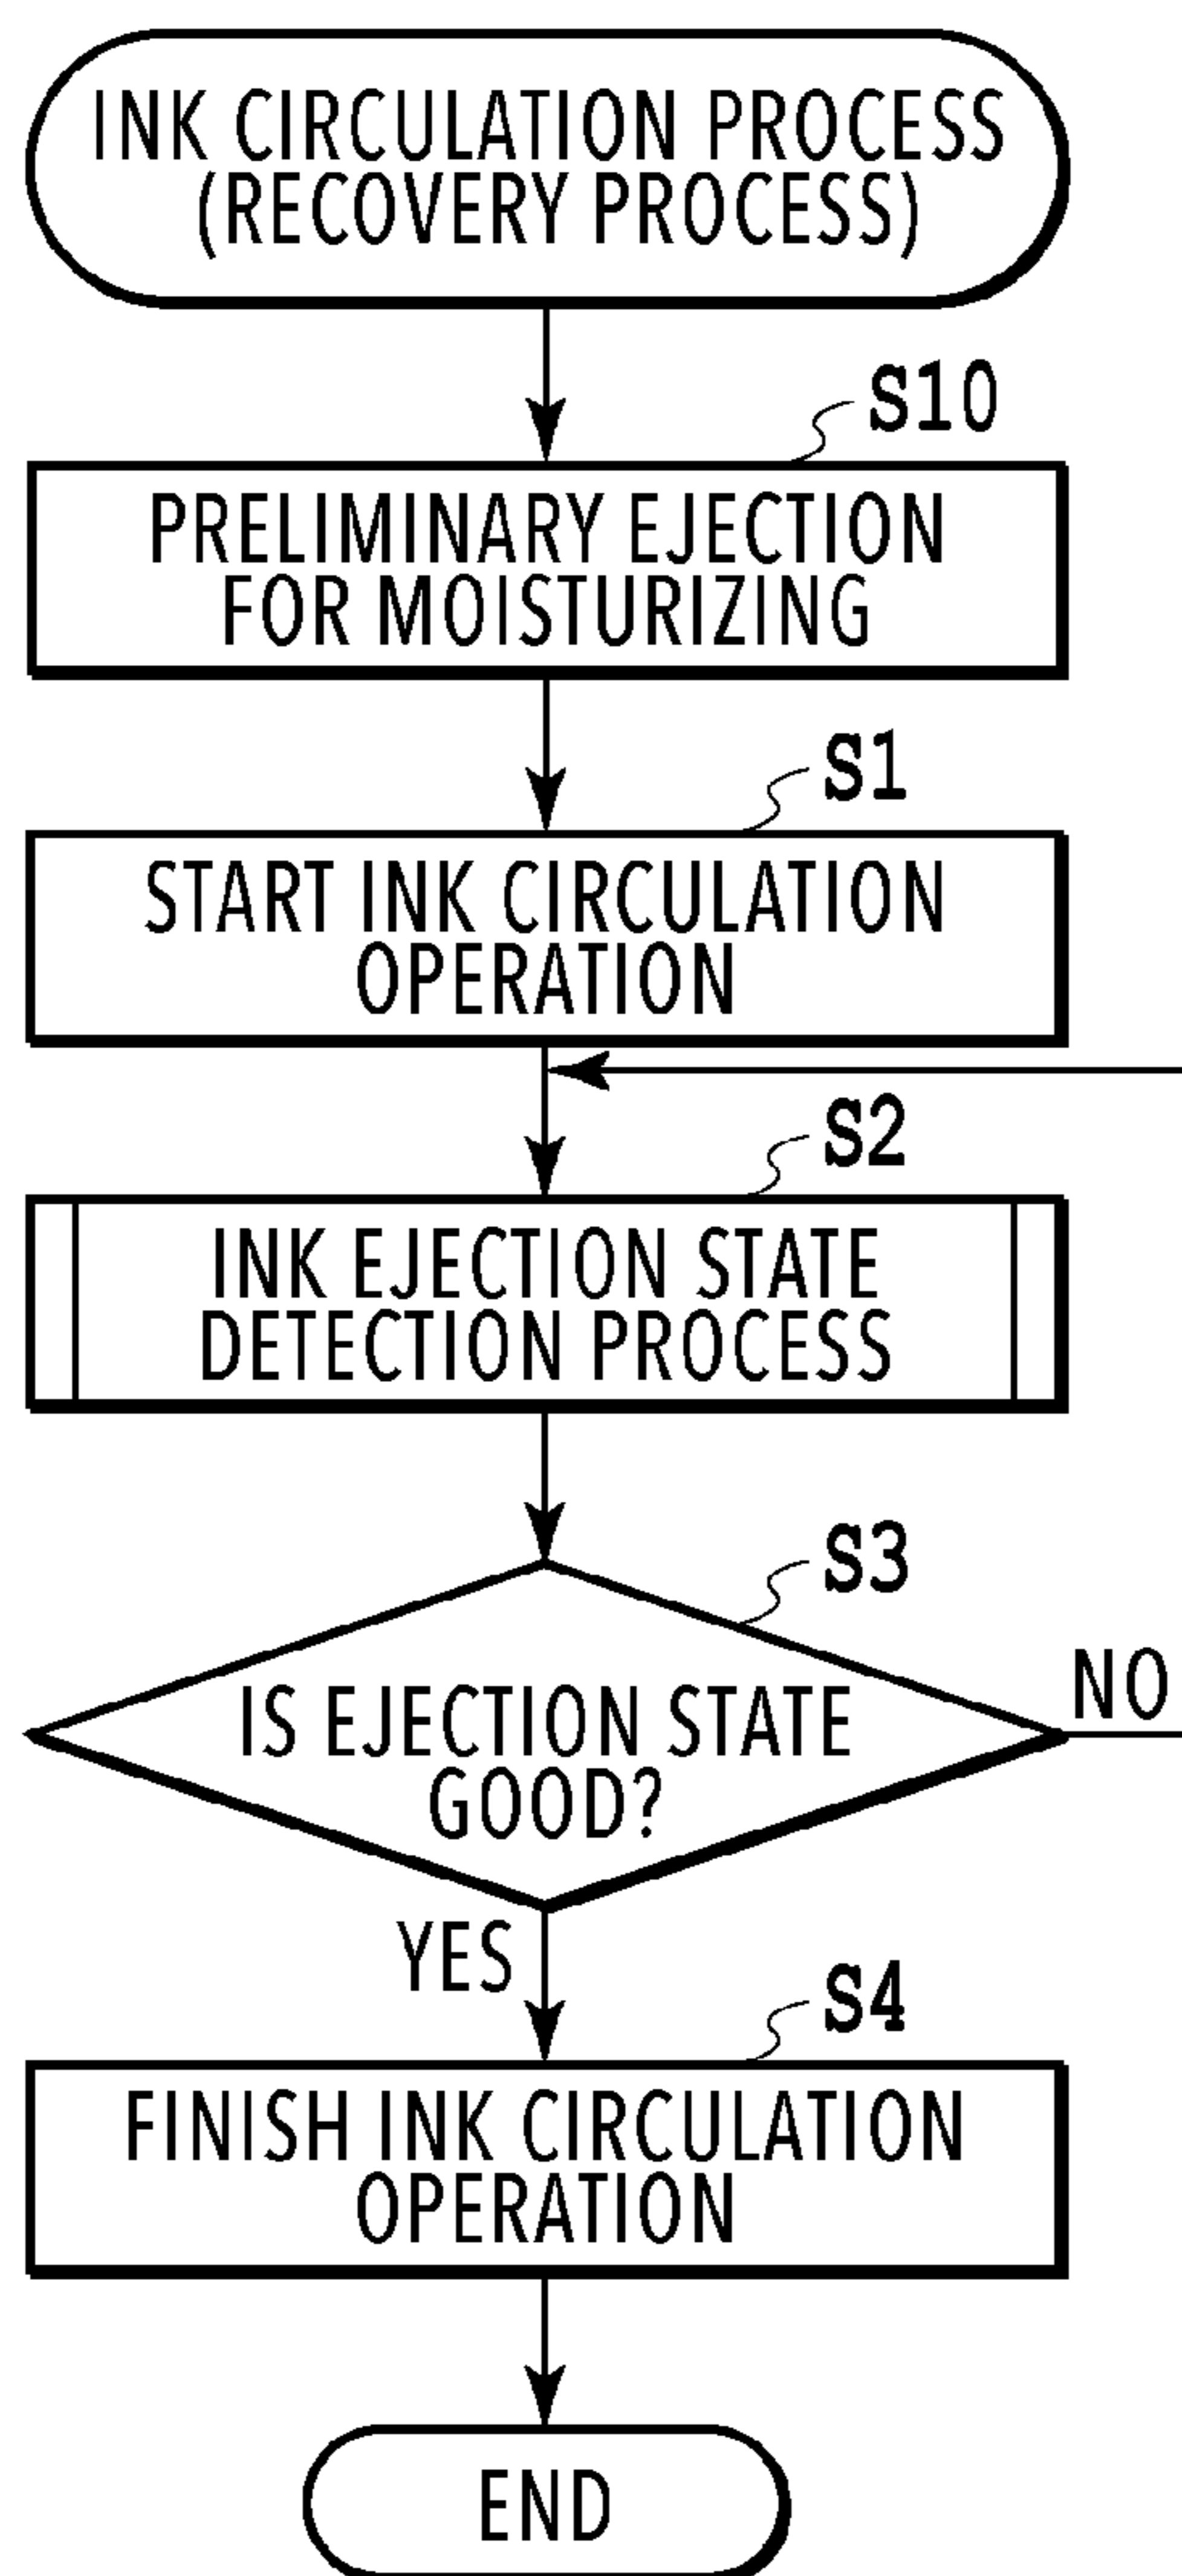 INK CIRCULATION PROCESS
(RECOVERY PROCESS)
S10
PRELIMINARY EJECTION
FOR MOISTURIZING
S1
START INK CIRCULATION
OPERATION
S2
INK EJECTION STATE
DETECTION PROCESS
S3
IS EJECTION STATE
GOOD?
NO
YES
S4
FINISH INK CIRCULATION
OPERATION
END